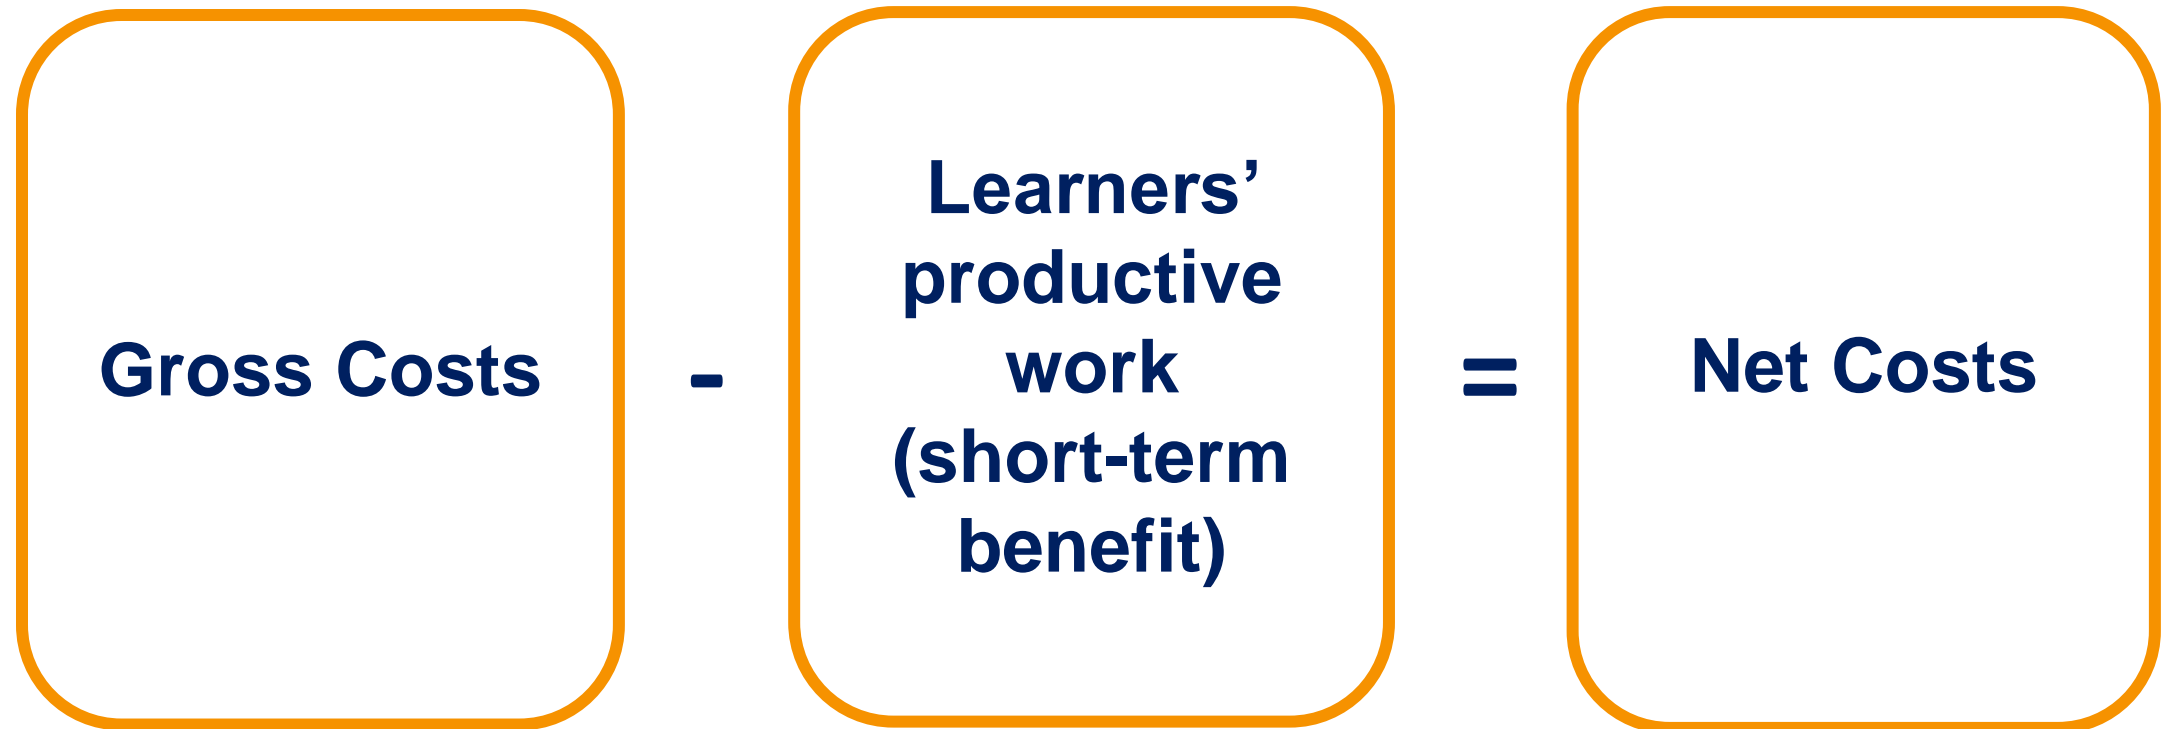 Gross Costs
-
Learners’
productive
work
(short-term
benefit)
=
Net Costs